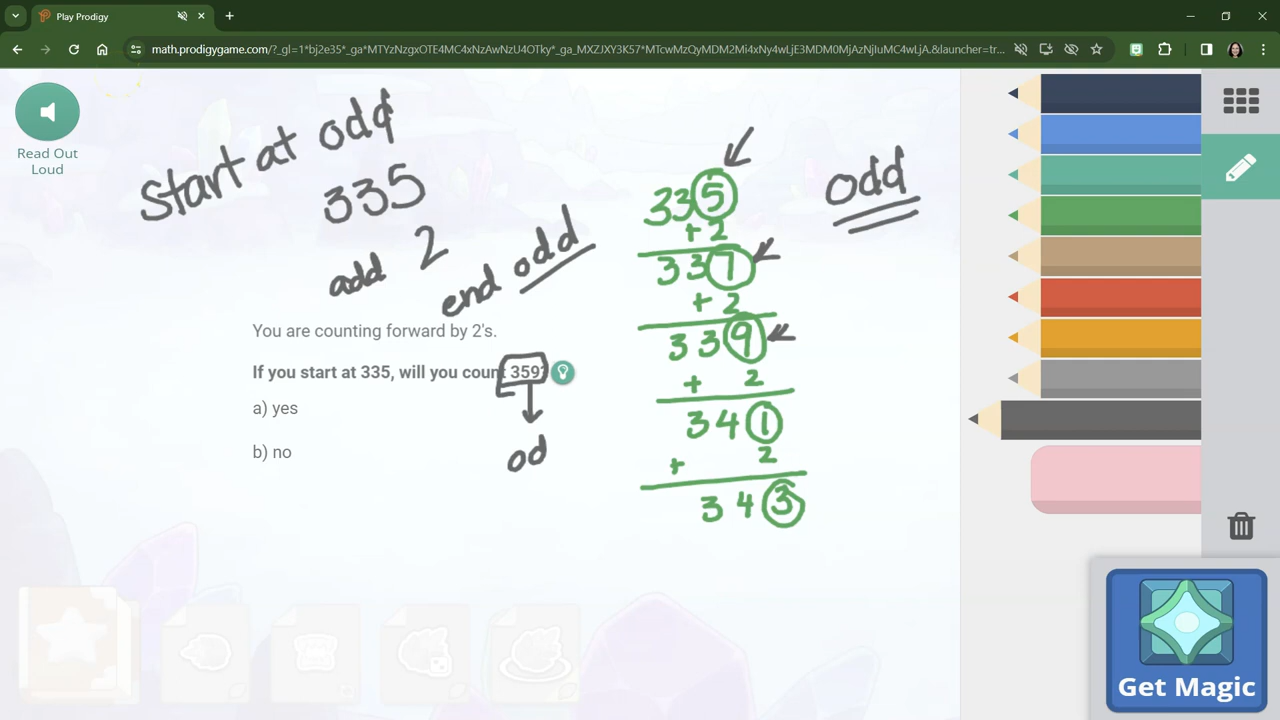 Play Prodigy
math.prodigygame.com/?_gl=1*bj2e35*_ga*MTYzNzgxOTE4MC4xNzAwNzU4OTky*_ga_MXZJXY3K57*MTcwMzQyMDM2Mi4xNy4wLjE3MDM0MjAzNjIuMC4wLjA.&launcher=tr...
Read Out
Loud
Start at odd
335
add 2
end odd
You are counting forward by 2's.
If you start at 335, will you count 359?
a) yes
b) no
od
335
+ 2
337
+ 2
339
+ 2
341
+ 2
343
odd
Get Magic